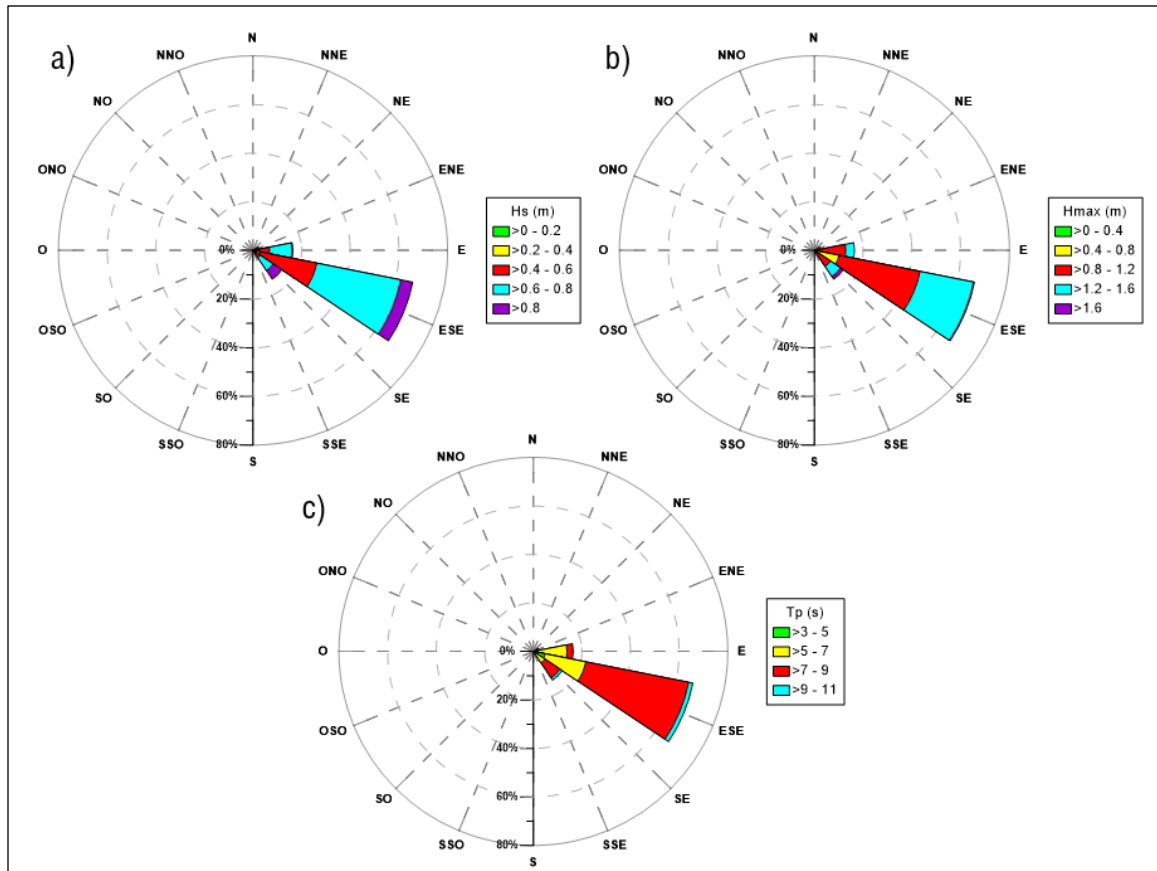 a)
N
NNO
NNE
NO
NE
ONO
ENE
O
0%
E
OSO
20%
ESE
40%
SO
60%
SE
SSO
SSE
80%
S
Hs (m)
>0 - 0.2
>0.2 - 0.4
>0.4 - 0.6
>0.6 - 0.8
>0.8
b)
N
NNO
NNE
NO
NE
ONO
ENE
O
0%
E
OSO
20%
ESE
40%
SO
60%
SE
SSO
SSE
80%
S
Hmax (m)
>0 - 0.4
>0.4 - 0.8
>0.8 - 1.2
>1.2 - 1.6
>1.6
c)
N
NNO
NNE
NO
NE
ONO
ENE
O
0%
E
OSO
20%
ESE
40%
SO
60%
SE
SSO
SSE
80%
S
Tp (s)
>3 - 5
>5 - 7
>7 - 9
>9 - 11